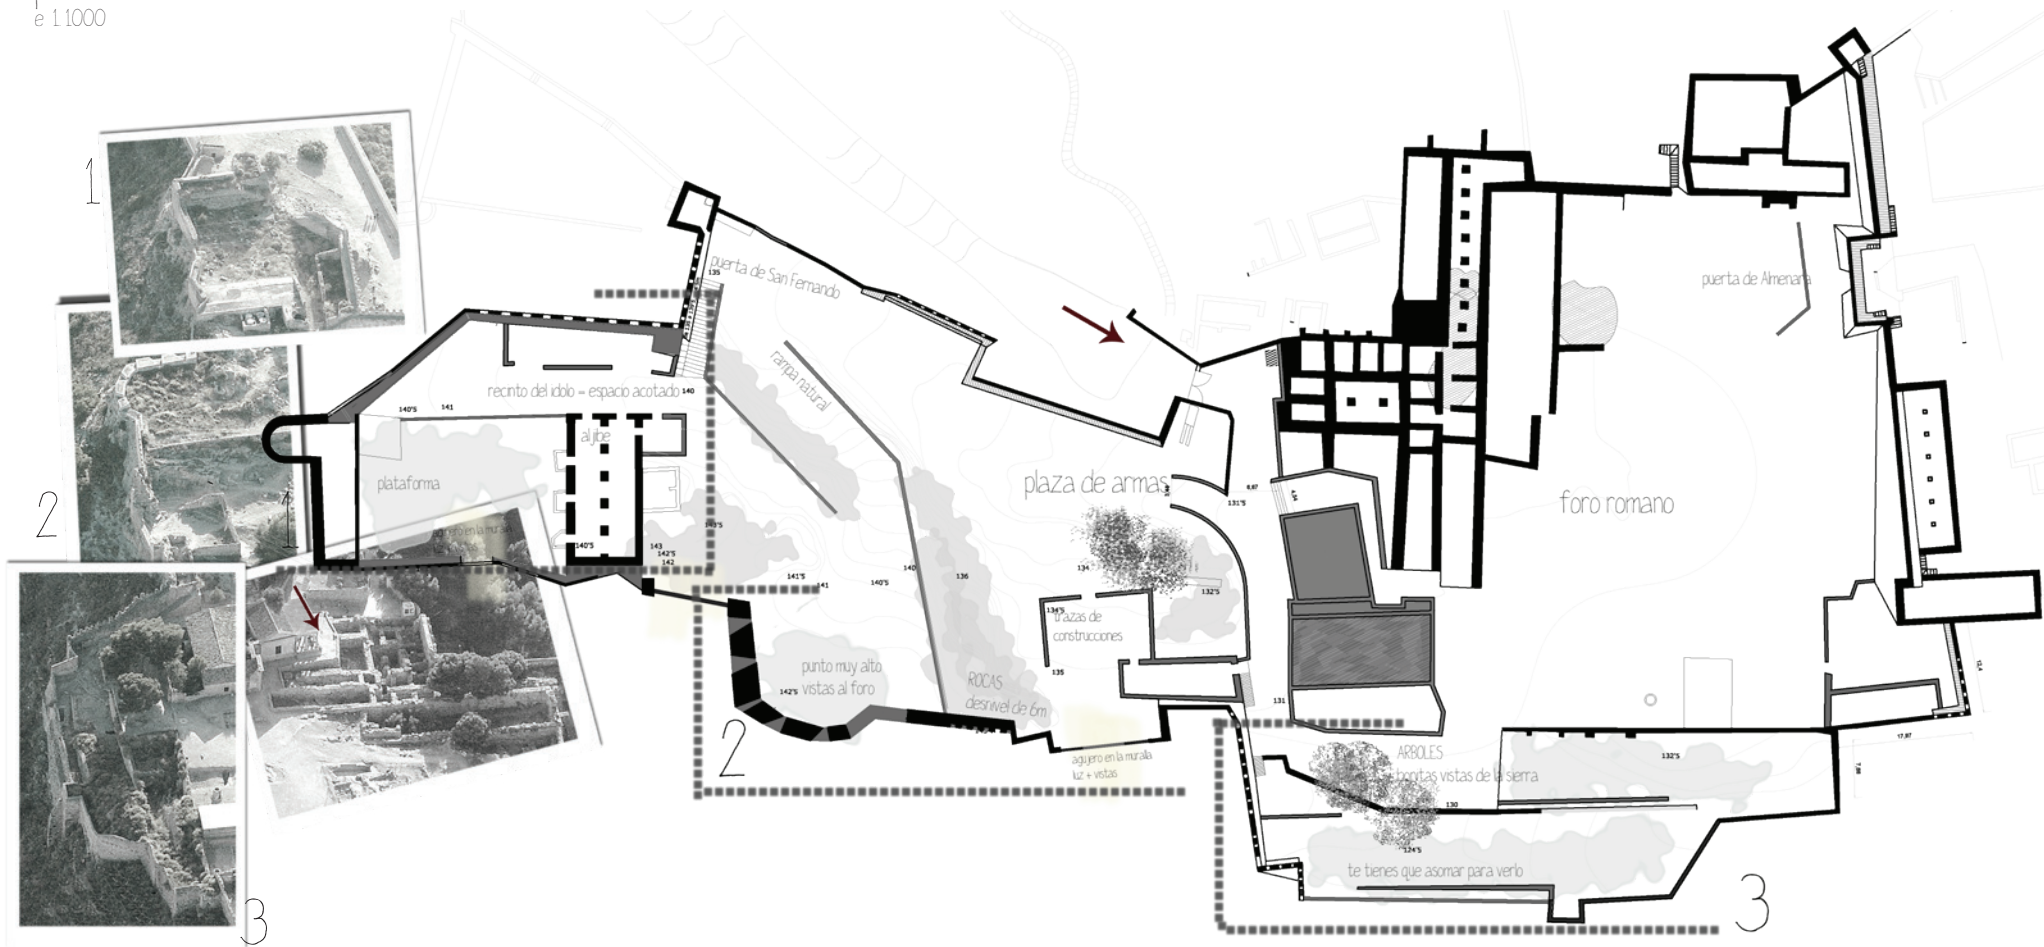 e 1.1000
1
2
3
puerta de San Fernando
135
rampa natural
recinto del idolo = espacio acotado
140
140'5
141
aljibe
plataforma
1
agujero en la muralla
140'5
143'5
143
142'5
142
141'5
141
140'5
140
136
142'5
punto muy alto
vistas al foro
ROCAS
desnivel de 6m
2
plaza de armas
134
134'5
trazas de
construcciones
135
132'5
131'5
131
agujero en la muralla
luz + vistas
puerta de Almenara
foro romano
ARBOLES
bonitas vistas de la sierra
130
132'5
124'5
te tienes que asomar para verlo
3
17,97